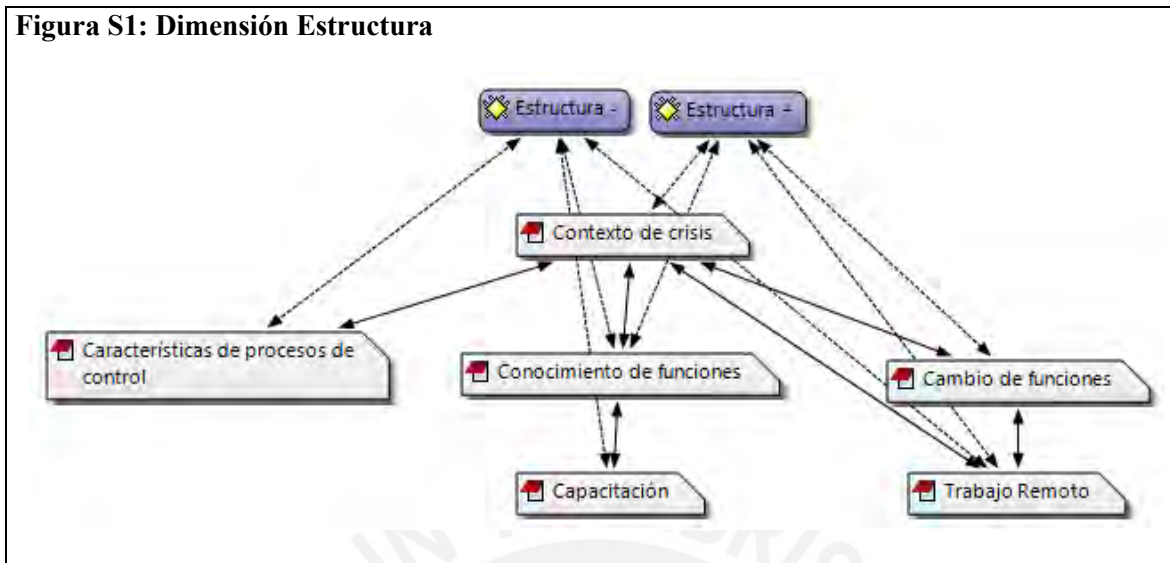 Figura S1: Dimensión Estructura
Estructura -
Estructura +
Contexto de crisis
Características de procesos de
control
Conocimiento de funciones
Cambio de funciones
Capacitación
Trabajo Remoto